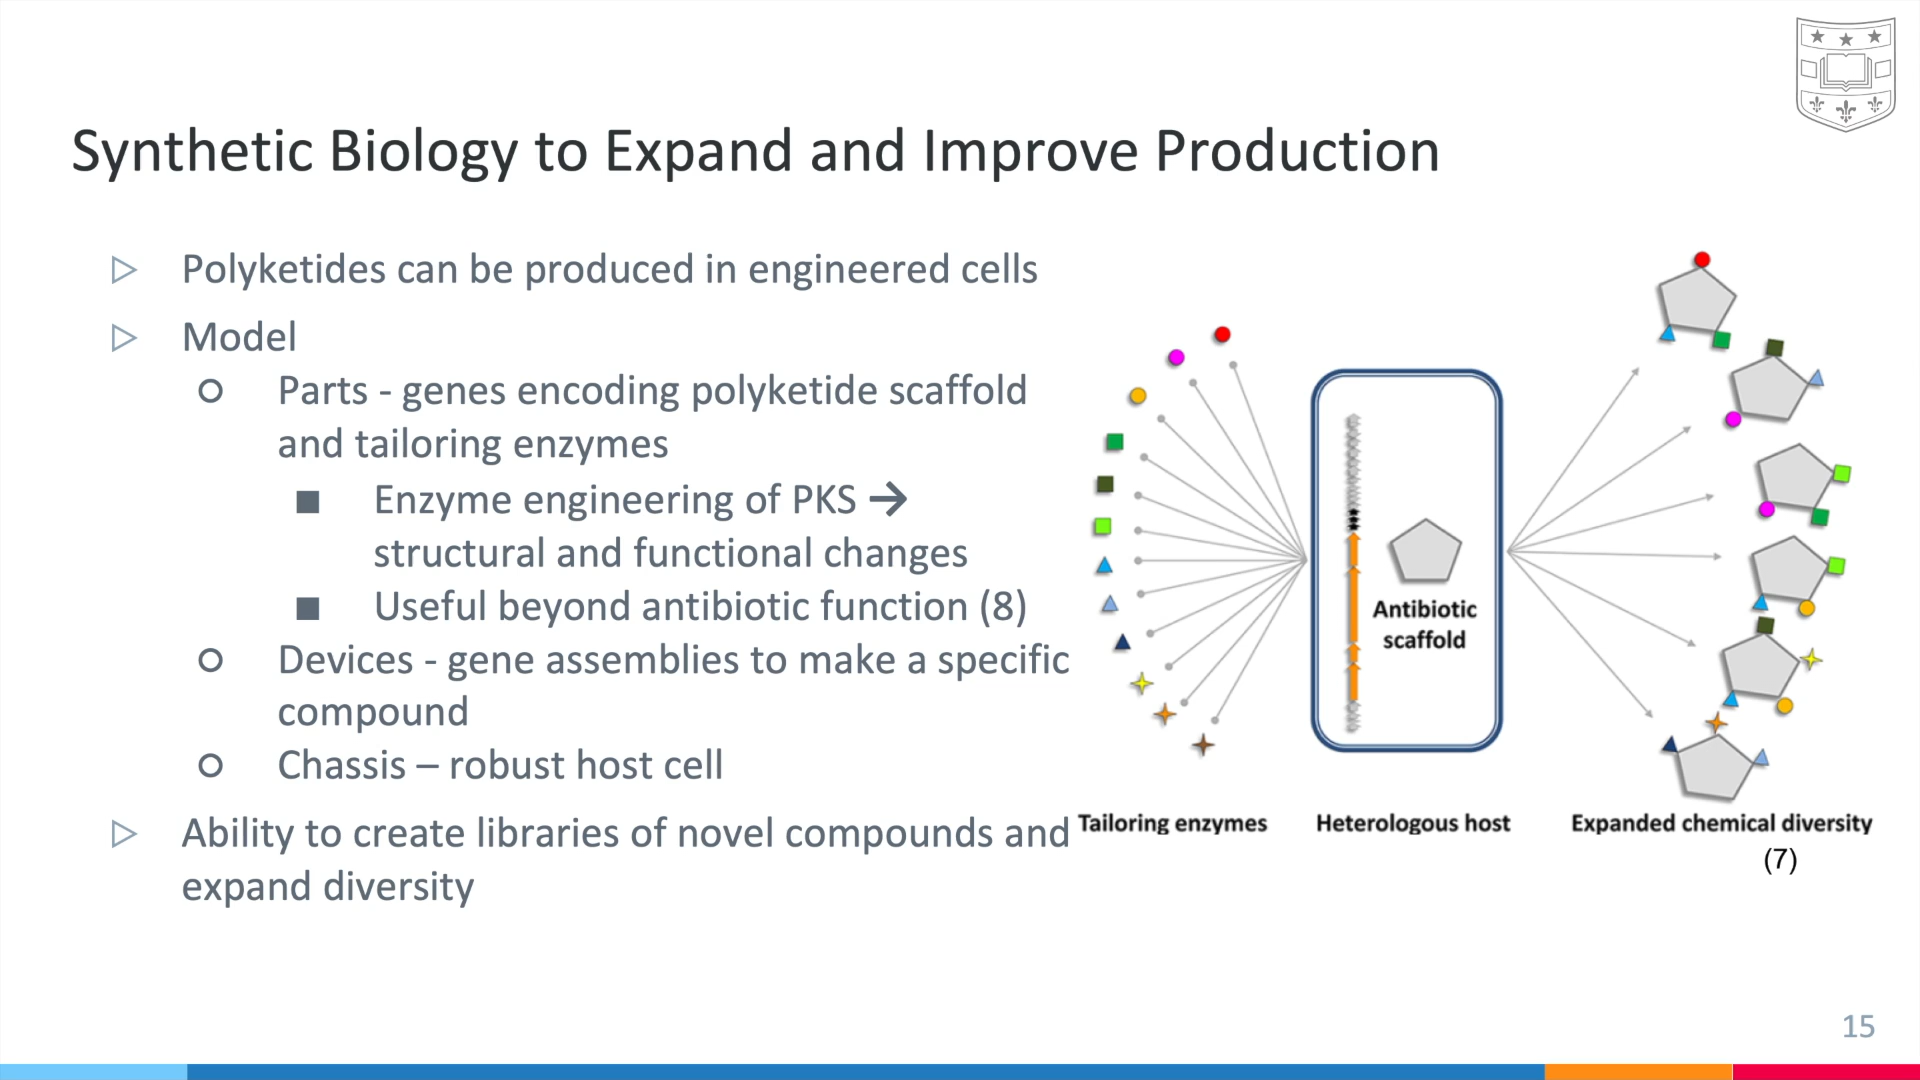 Synthetic Biology to Expand and Improve Production
Polyketides can be produced in engineered cells
Model
Parts - genes encoding polyketide scaffold
and tailoring enzymes
Enzyme engineering of PKS →
structural and functional changes
Useful beyond antibiotic function (8)
Devices - gene assemblies to make a specific
compound
Chassis – robust host cell
Ability to create libraries of novel compounds and
expand diversity
Antibiotic
scaffold
Tailoring enzymes
Heterologous host
Expanded chemical diversity
(7)
15